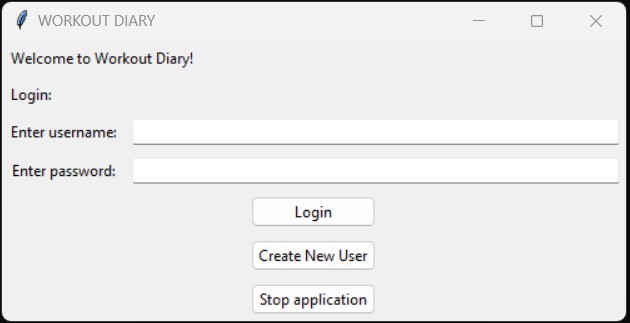 WORKOUT DIARY
Welcome to Workout Diary!
Login:
Enter username:
Enter password:
Login
Create New User
Stop application